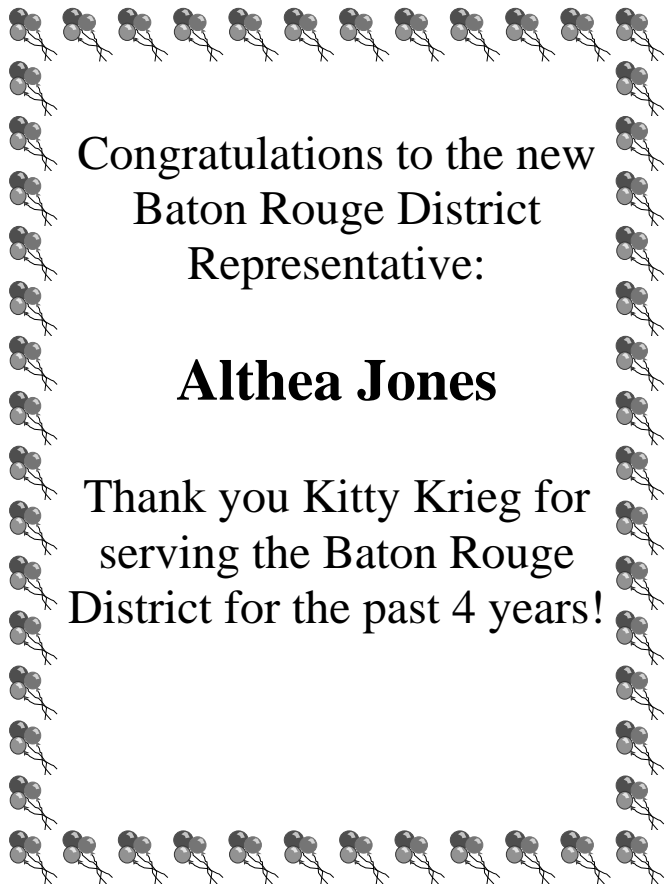 Congratulations to the new
Baton Rouge District
Representative:
Althea Jones
Thank you Kitty Krieg for
serving the Baton Rouge
District for the past 4 years!